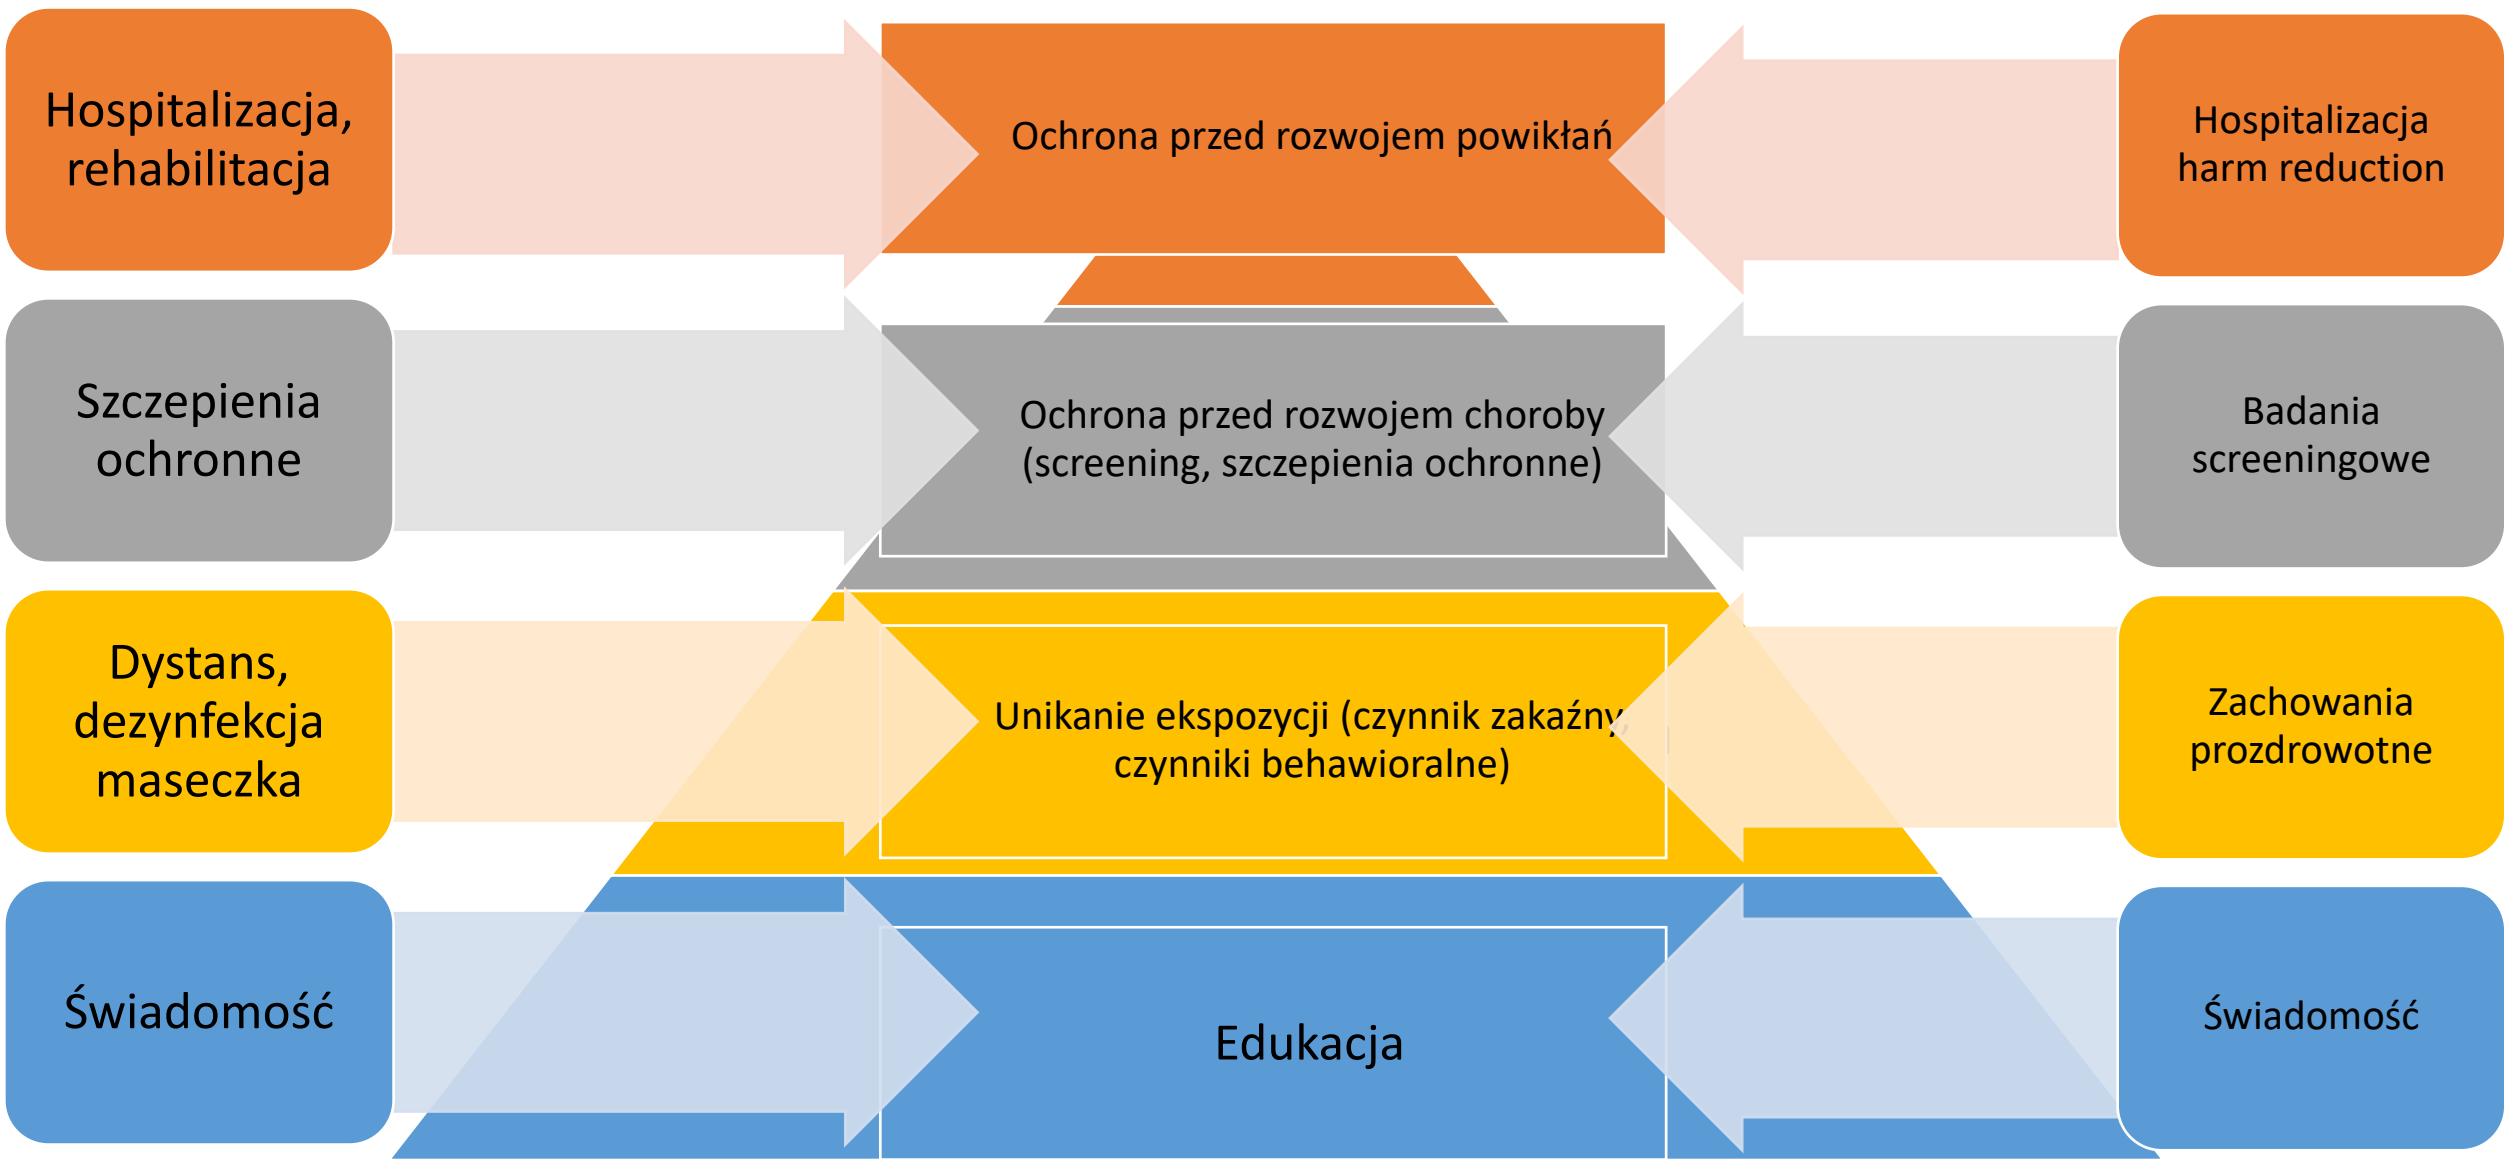 Hospitalizacja,
rehabilitacja
Ochrona przed rozwojem powikłań
Hospitalizacja
harm reduction
Szczepienia
ochronne
Ochrona przed rozwojem choroby
(screening, szczepienia ochronne)
Badania
screeningowe
Dystans,
dezynfekcja
maseczka
Unikanie ekspozycji (czynnik zakaźny,
czynniki behawioralne)
Zachowania
prozdrowotne
Świadomość
Edukacja
Świadomość